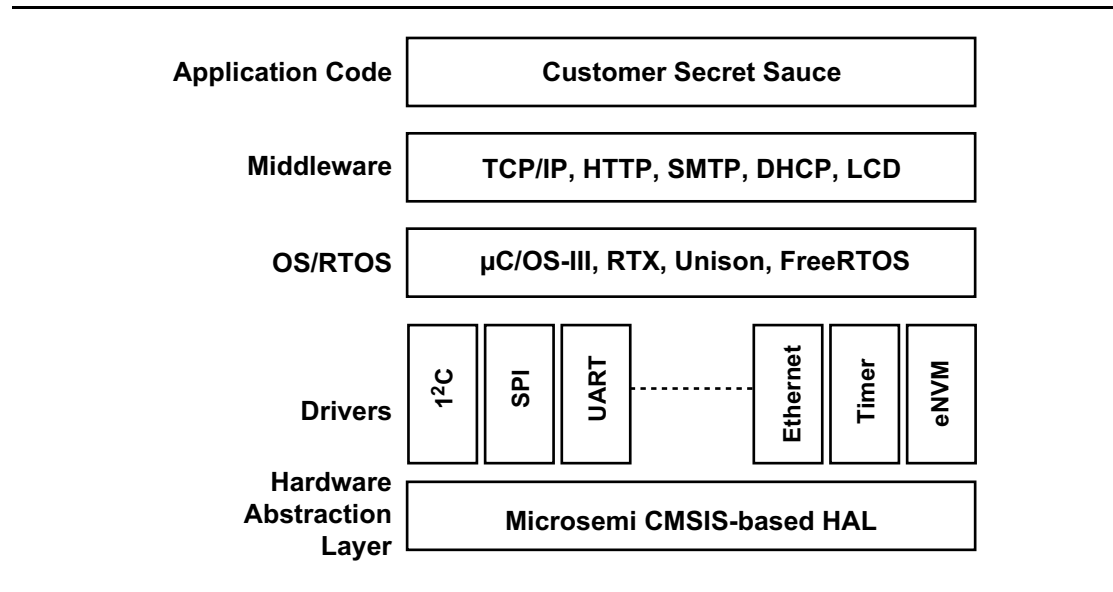 Application Code
Customer Secret Sauce
Middleware
TCP/IP, HTTP, SMTP, DHCP, LCD
OS/RTOS
µC/OS-III, RTX, Unison, FreeRTOS
Drivers
1²C
SPI
UART
Ethernet
Timer
eNVM
Hardware
Abstraction
Layer
Microsemi CMSIS-based HAL